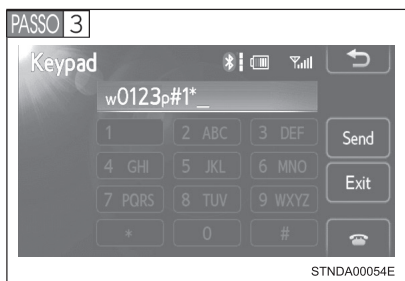 PASSO 3
Keypad
w0123p#1*_
1 2 ABC 3 DEF
Send
4 GHI 5 JKL 6 MNO
Exit
7 PQRS 8 TUV 9 WXYZ
* 0 #
STNDA00054E